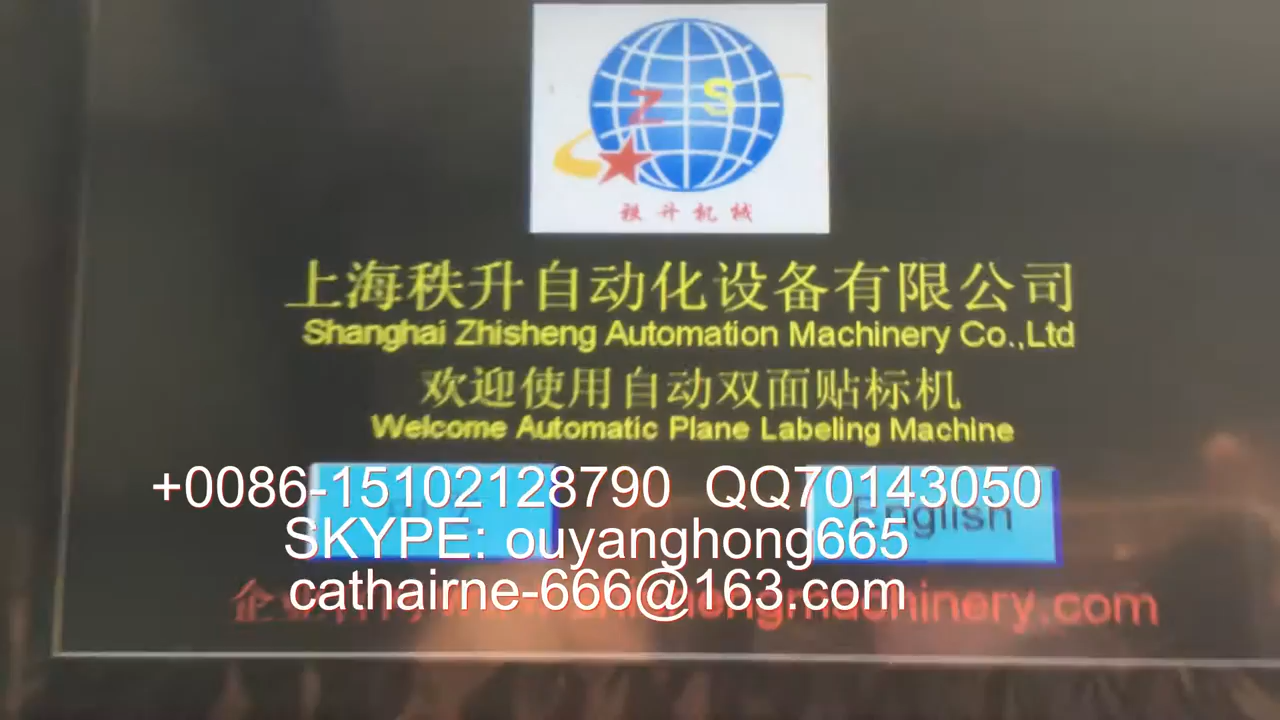 Z S
秩升机械
上海秩升自动化设备有限公司
Shanghai Zhisheng Automation Machinery Co.,Ltd
欢迎使用自动双面贴标机
Welcome Automatic Plane Labeling Machine
+0086-15102128790 QQ70143050
English
SKYPE: ouyanghong665
cathairne-666@163.com